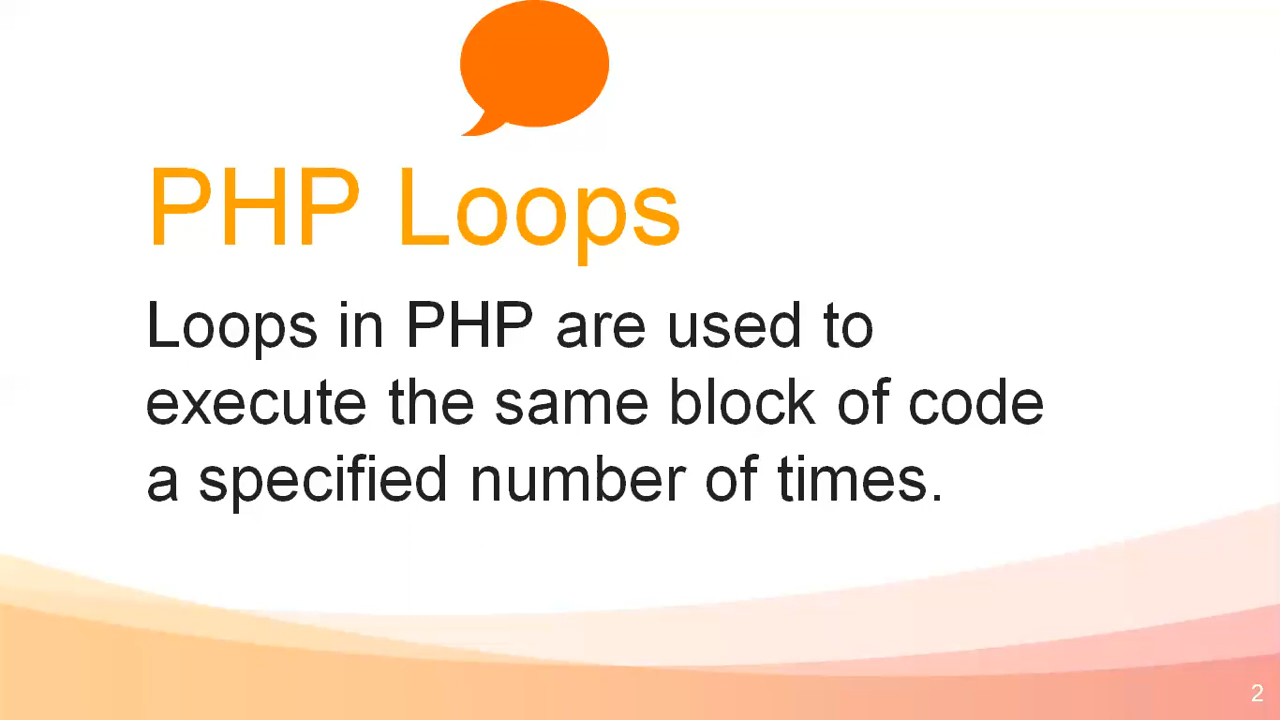 PHP Loops
Loops in PHP are used to
execute the same block of code
a specified number of times.
2